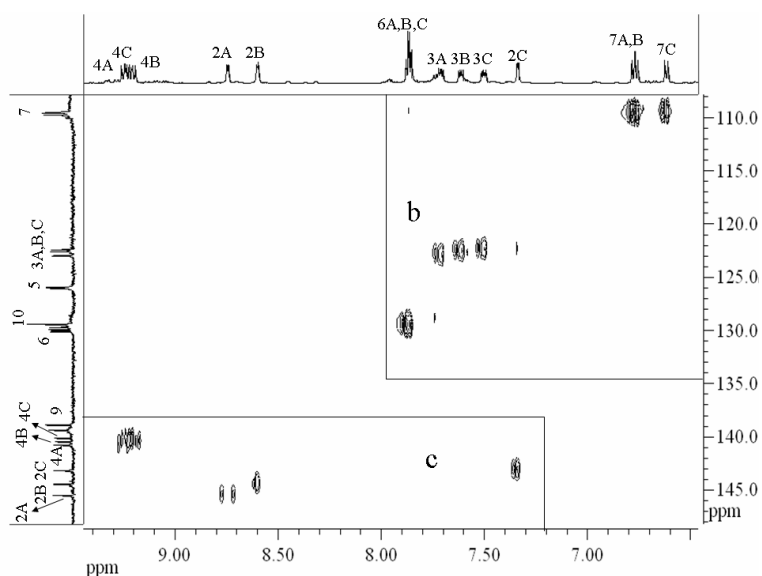 6A,B,C
4A 4C 4B 2A 2B 3A 3B 3C 2C 7A,B 7C
7
3A,B,C
5
10
6
9
4B 4C
4A
2A 2B 2C
b
c
110.0
115.0
120.0
125.0
130.0
135.0
140.0
145.0
ppm
9.00 8.50 8.00 7.50 7.00
ppm